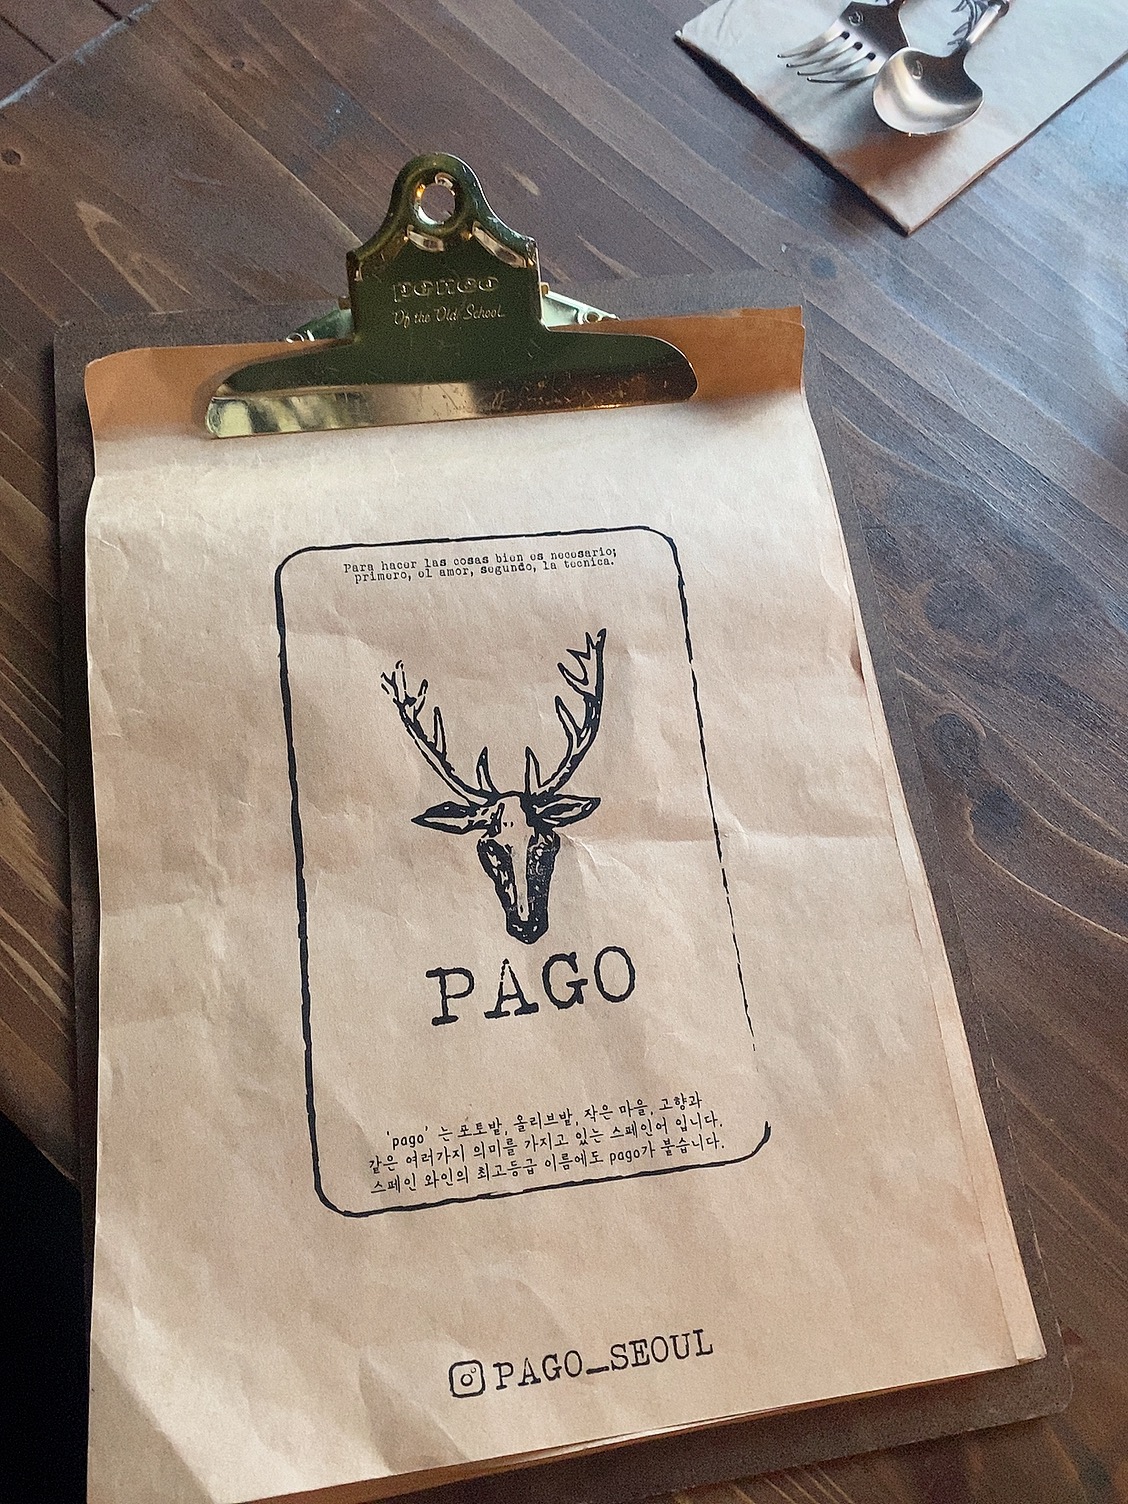 penco
Of the Old School
Para hacer las cosas bien es necesario;
primero, el amor, segundo, la tecnica.
PAGO
'pago' 는 포토밭, 올리브밭, 작은 마을, 고향과
같은 여러가지 의미를 가지고 있는 스페인어 입니다.
스페인 와인의 최고등급 이름에도 pago가 붙습니다.
PAGO_SEOUL